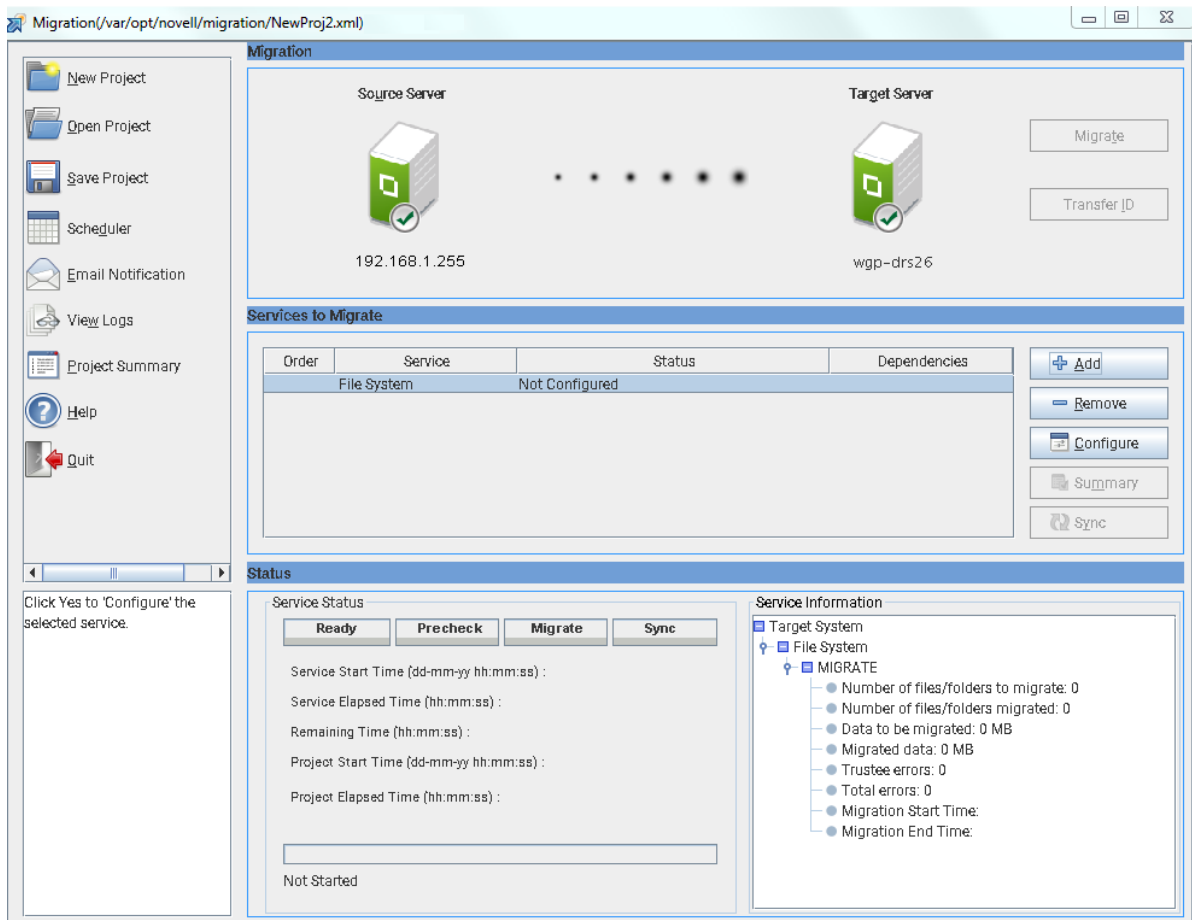 Migration(/var/opt/novell/migration/NewProj2.xml)
New Project
Open Project
Save Project
Scheduler
Email Notification
View Logs
Project Summary
Help
Quit
Click Yes to 'Configure' the
selected service.
Migration
Source Server
Target Server
192.168.1.255
wgp-drs26
Migrate
Transfer ID
Services to Migrate
Order Service Status Dependencies
File System Not Configured
Add
Remove
Configure
Summary
Sync
Status
Service Status
Ready Precheck Migrate Sync
Service Start Time (dd-mm-yy hh:mm:ss) :
Service Elapsed Time (hh:mm:ss) :
Remaining Time (hh:mm:ss) :
Project Start Time (dd-mm-yy hh:mm:ss) :
Project Elapsed Time (hh:mm:ss) :
Not Started
Service Information
Target System
File System
MIGRATE
Number of files/folders to migrate: 0
Number of files/folders migrated: 0
Data to be migrated: 0 MB
Migrated data: 0 MB
Trustee errors: 0
Total errors: 0
Migration Start Time:
Migration End Time: